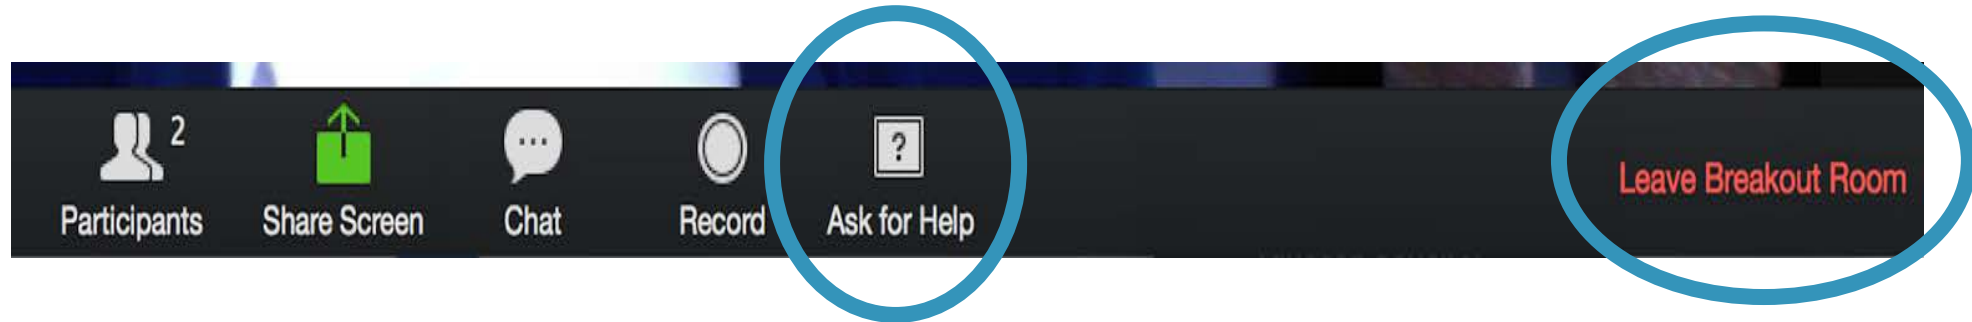 2
Participants
Share Screen
Chat
Record
?
Ask for Help
Leave Breakout Room